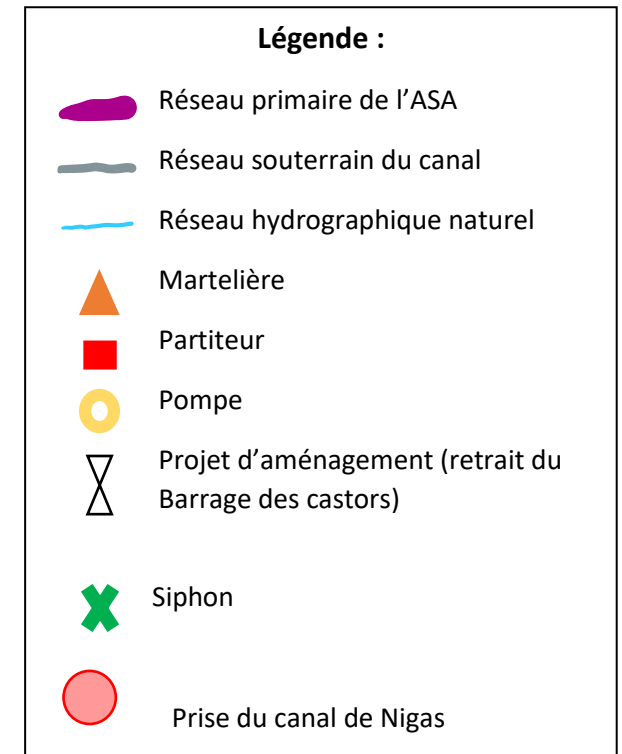 Légende :
Réseau primaire de l’ASA
Réseau souterrain du canal
Réseau hydrographique naturel
Martelière
Partiteur
Pompe
Projet d’aménagement (retrait du
Barrage des castors)
Siphon
Prise du canal de Nigas